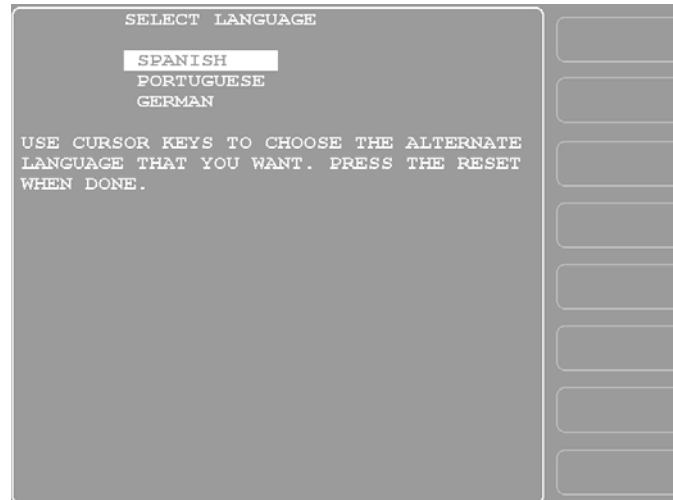 SELECT LANGUAGE
SPANISH
PORTUGUESE
GERMAN
USE CURSOR KEYS TO CHOOSE THE ALTERNATE
LANGUAGE THAT YOU WANT. PRESS THE RESET
WHEN DONE.